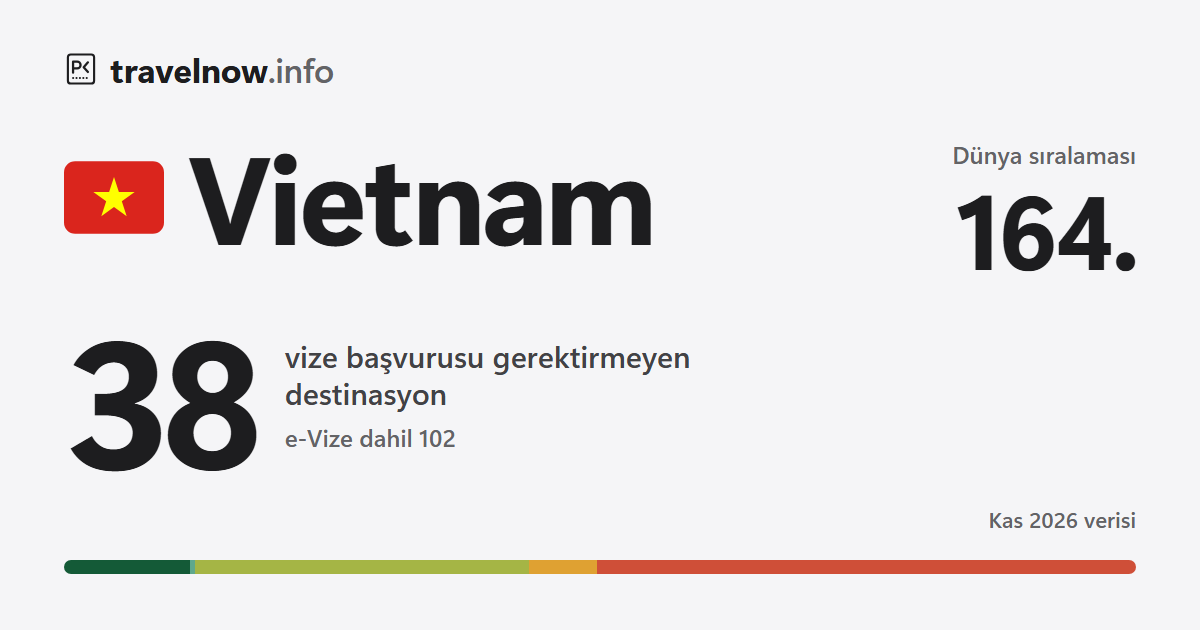 travelnow.info
Vietnam
Dünya sıralaması
164.
38
vize başvurusu gerektirmeyen
destinasyon
e-Vize dahil 102
Kas 2026 verisi